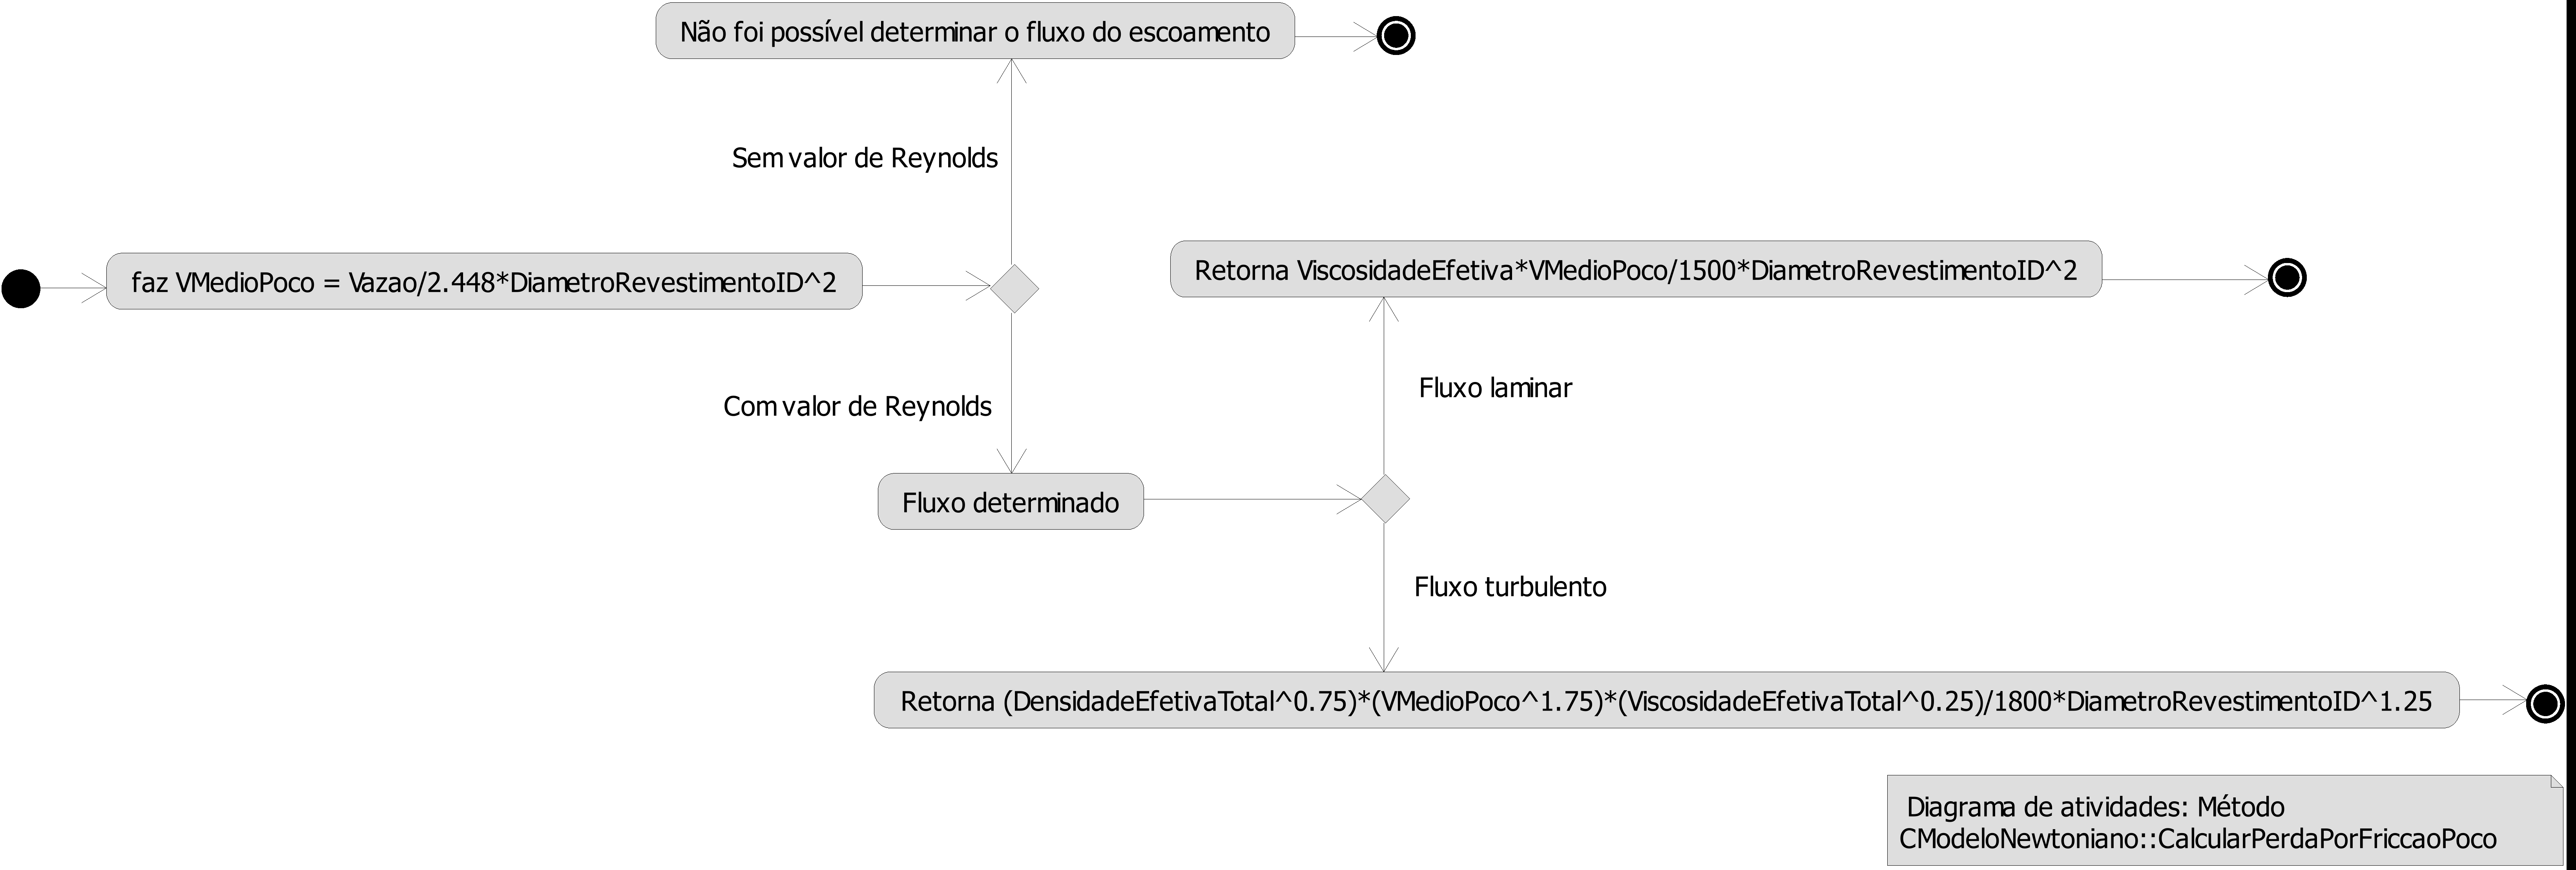 Não foi possível determinar o fluxo do escoamento
Sem valor de Reynolds
faz VMedioPoco = Vazao/2.448*DiametroRevestimentoID^2
Retorna ViscosidadeEfetiva*VMedioPoco/1500*DiametroRevestimentoID^2
Com valor de Reynolds
Fluxo laminar
Fluxo determinado
Fluxo turbulento
Retorna (DensidadeEfetivaTotal^0.75)*(VMedioPoco^1.75)*(ViscosidadeEfetivaTotal^0.25)/1800*DiametroRevestimentoID^1.25
Diagrama de atividades: Método
CModeloNewtoniano::CalcularPerdaPorFriccaoPoco